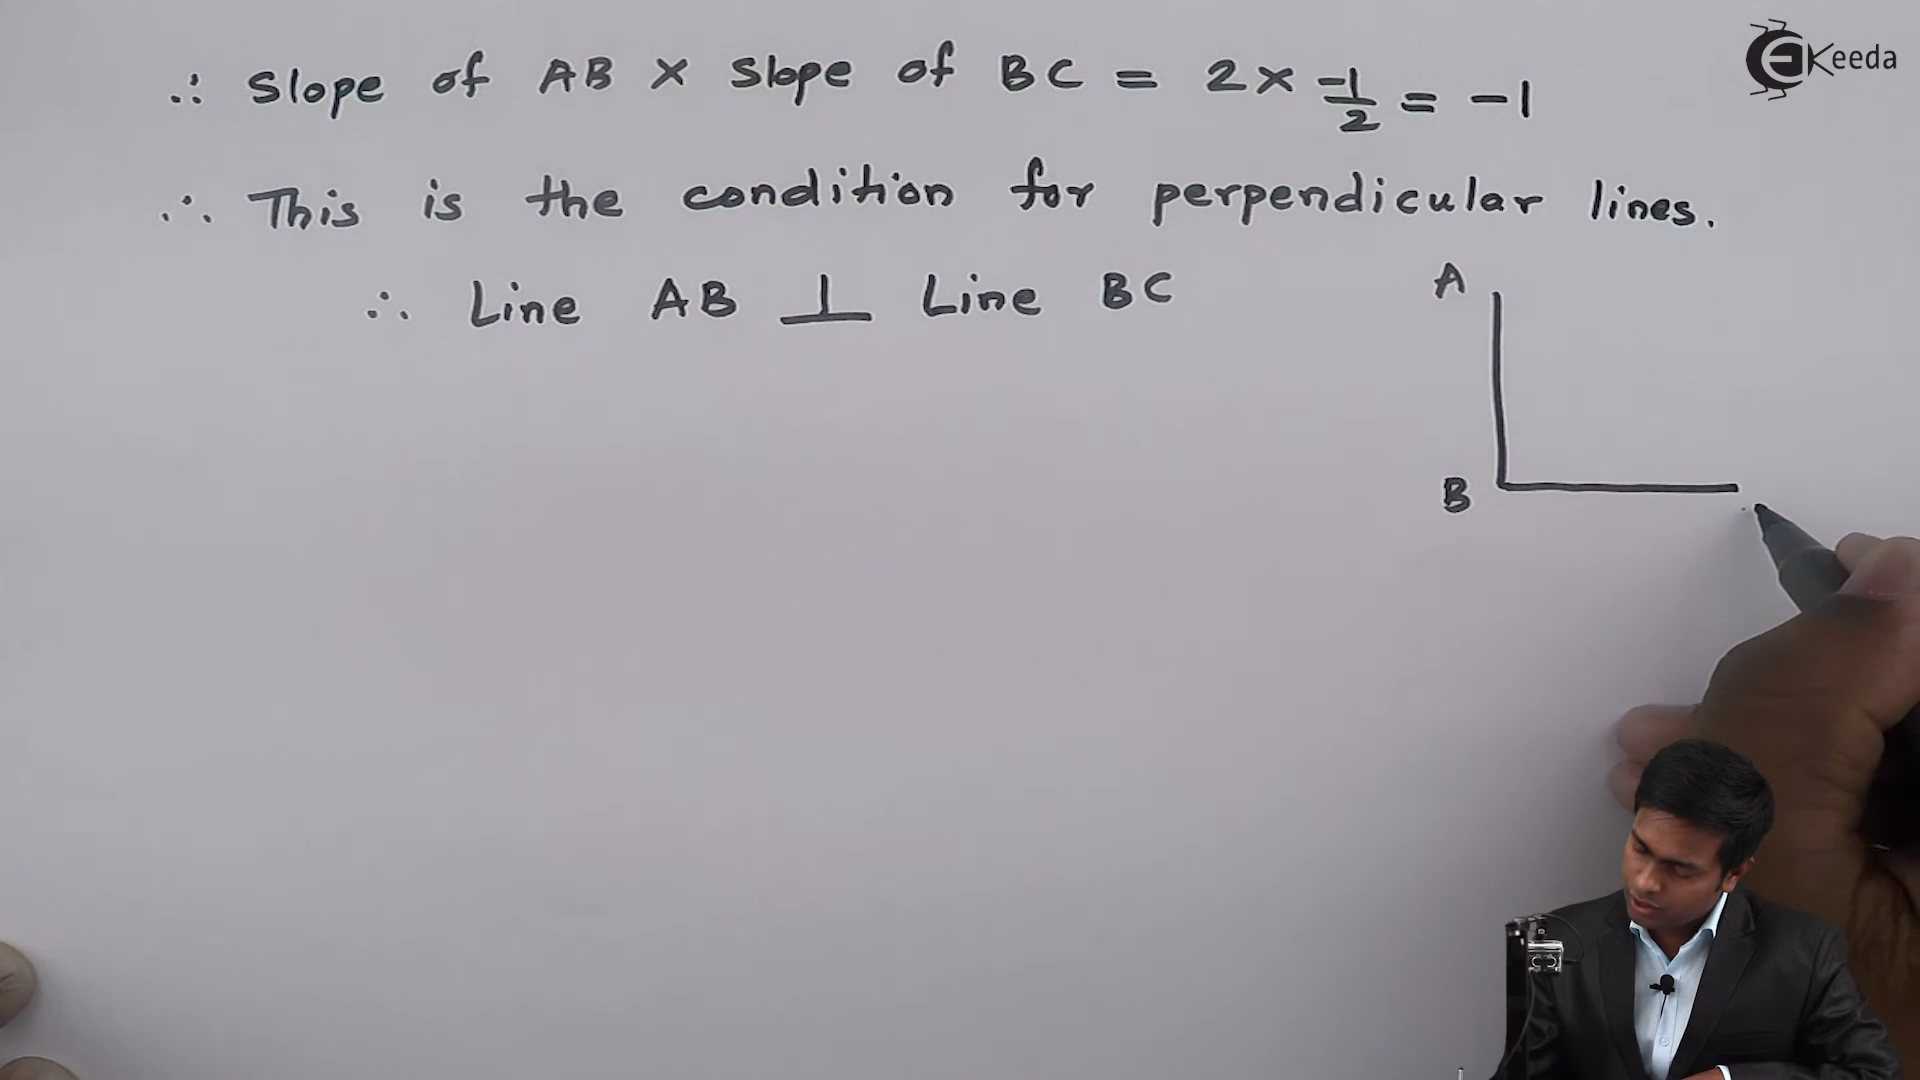 ∴ Slope of AB × Slope of BC = 2 × -1/2 = -1
∴ This is the condition for perpendicular lines.
∴ Line AB ⊥ Line BC
A
B
Keeda